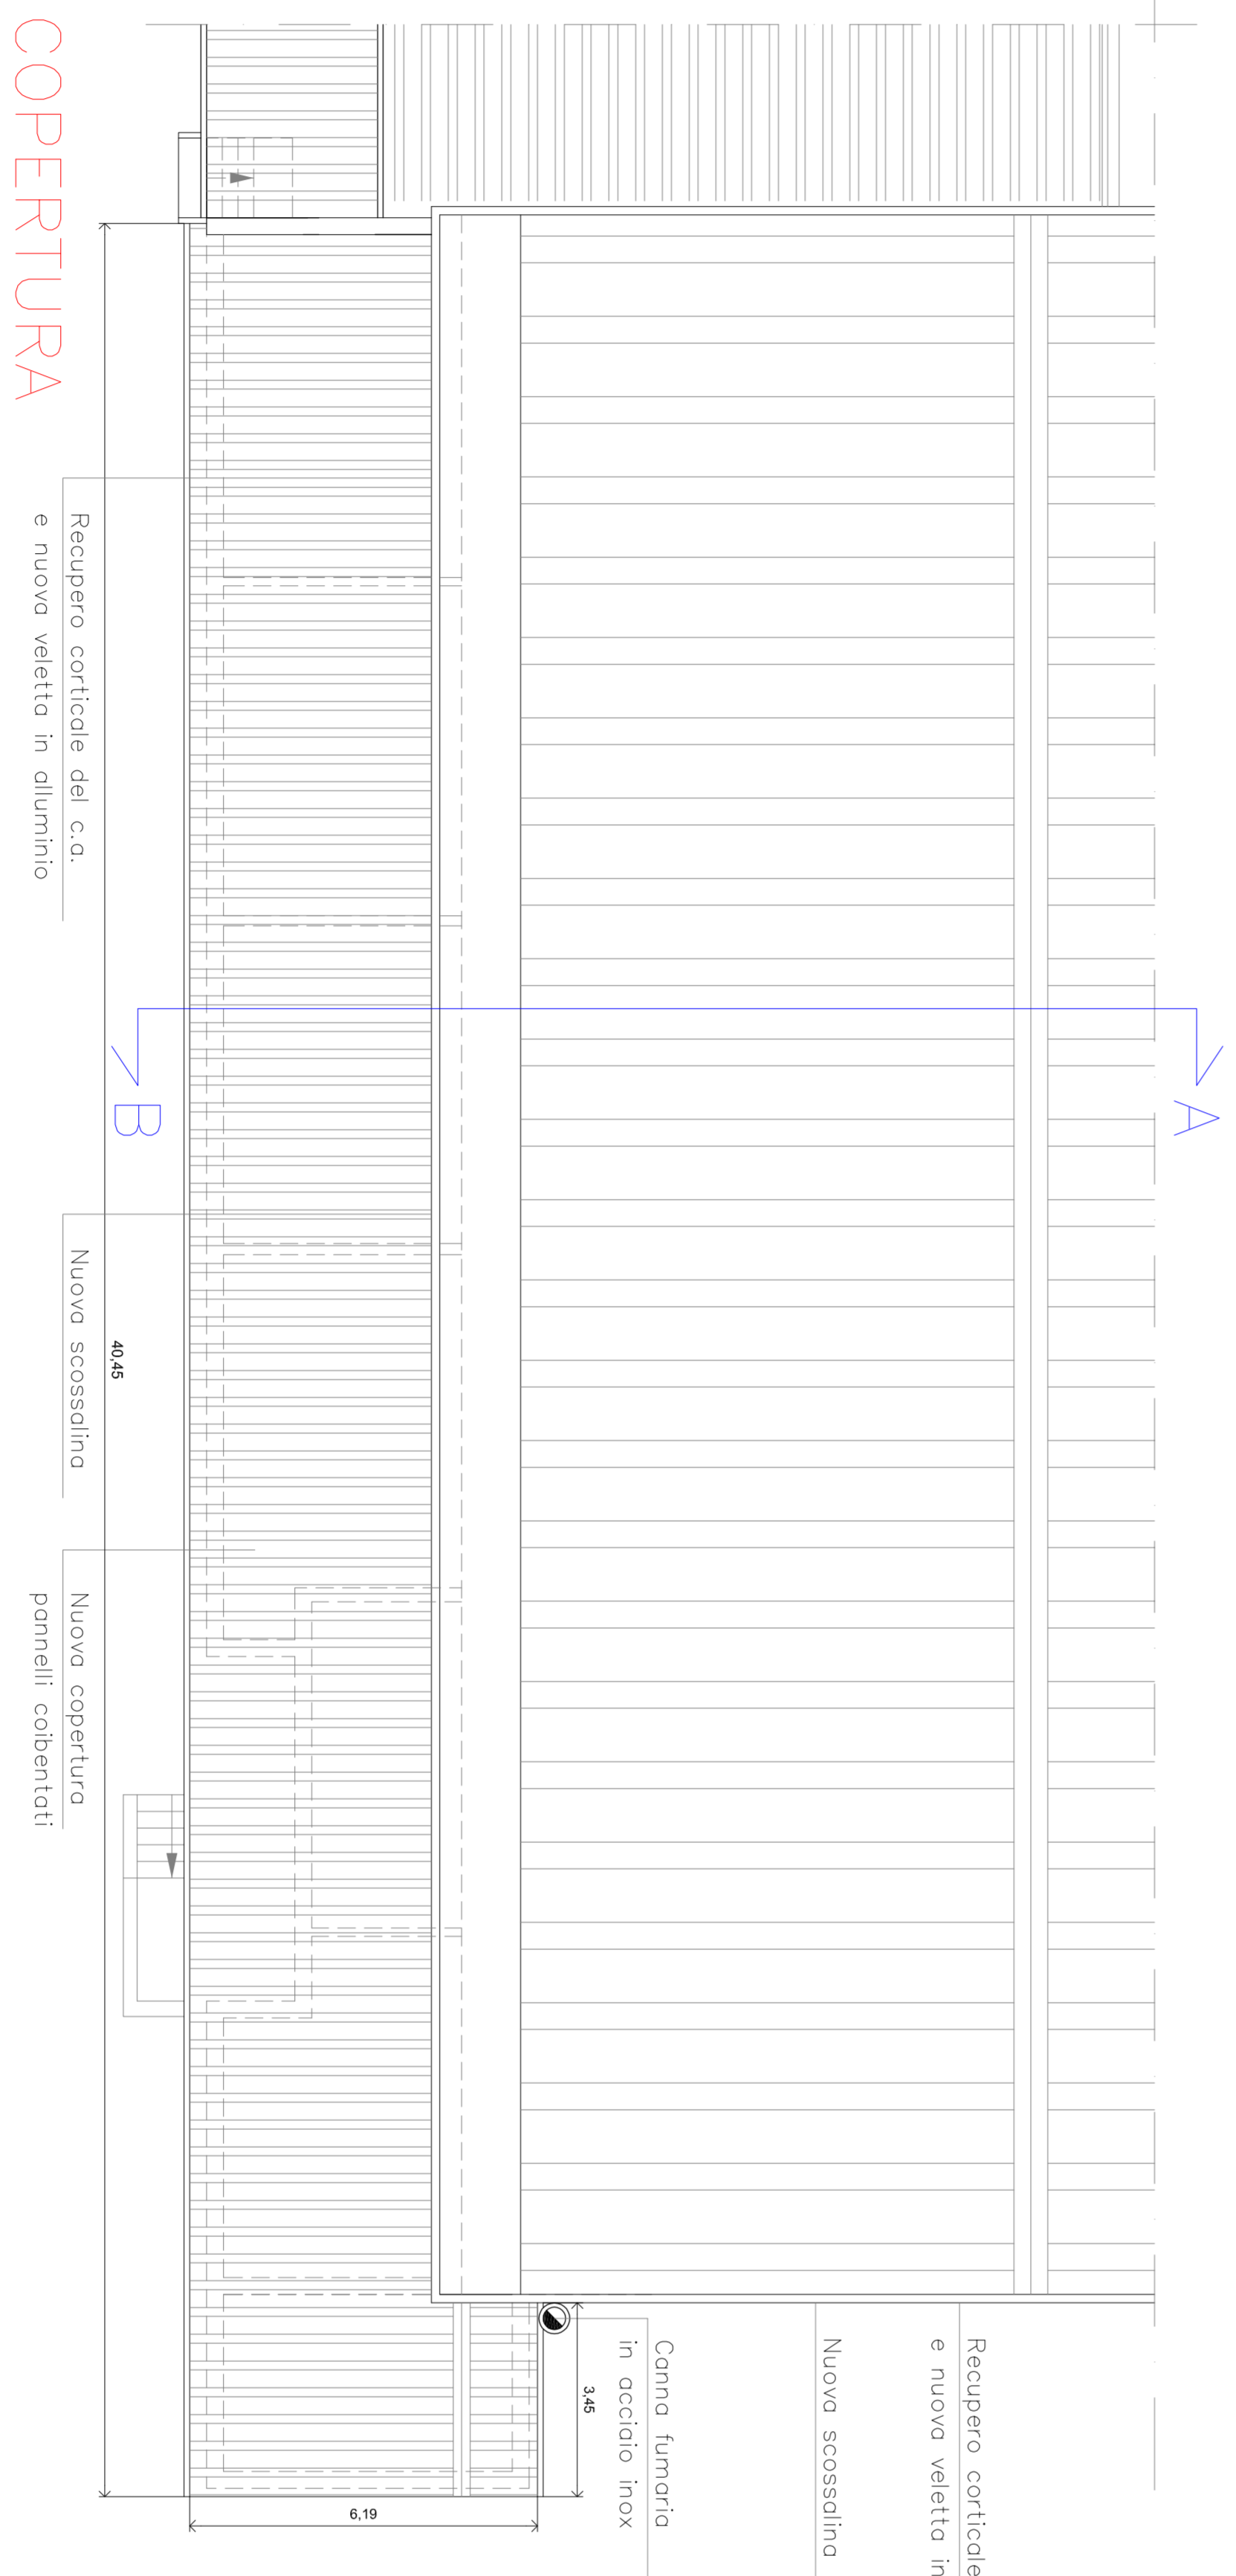 COPERTURA
Recupero corticale del c.a.
e nuova veletta in alluminio
Nuova scossalina
Nuova copertura
pannelli coibentati
40,45
B
A
Recupero corticale
e nuova veletta in
Nuova scossalina
Canna fumaria
in acciaio inox
3,45
6,19